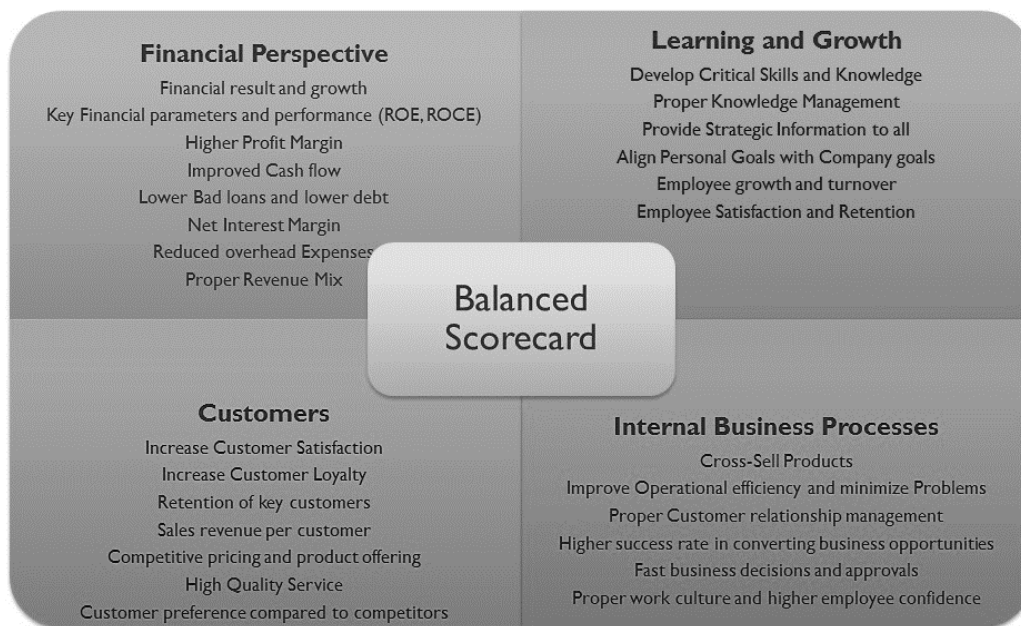 Financial Perspective
Financial result and growth
Key Financial parameters and performance (ROE, ROCE)
Higher Profit Margin
Improved Cash flow
Lower Bad loans and lower debt
Net Interest Margin
Reduced overhead Expenses
Proper Revenue Mix
Learning and Growth
Develop Critical Skills and Knowledge
Proper Knowledge Management
Provide Strategic Information to all
Align Personal Goals with Company goals
Employee growth and turnover
Employee Satisfaction and Retention
Balanced
Scorecard
Customers
Increase Customer Satisfaction
Increase Customer Loyalty
Retention of key customers
Sales revenue per customer
Competitive pricing and product offering
High Quality Service
Customer preference compared to competitors
Internal Business Processes
Cross-Sell Products
Improve Operational efficiency and minimize Problems
Proper Customer relationship management
Higher success rate in converting business opportunities
Fast business decisions and approvals
Proper work culture and higher employee confidence